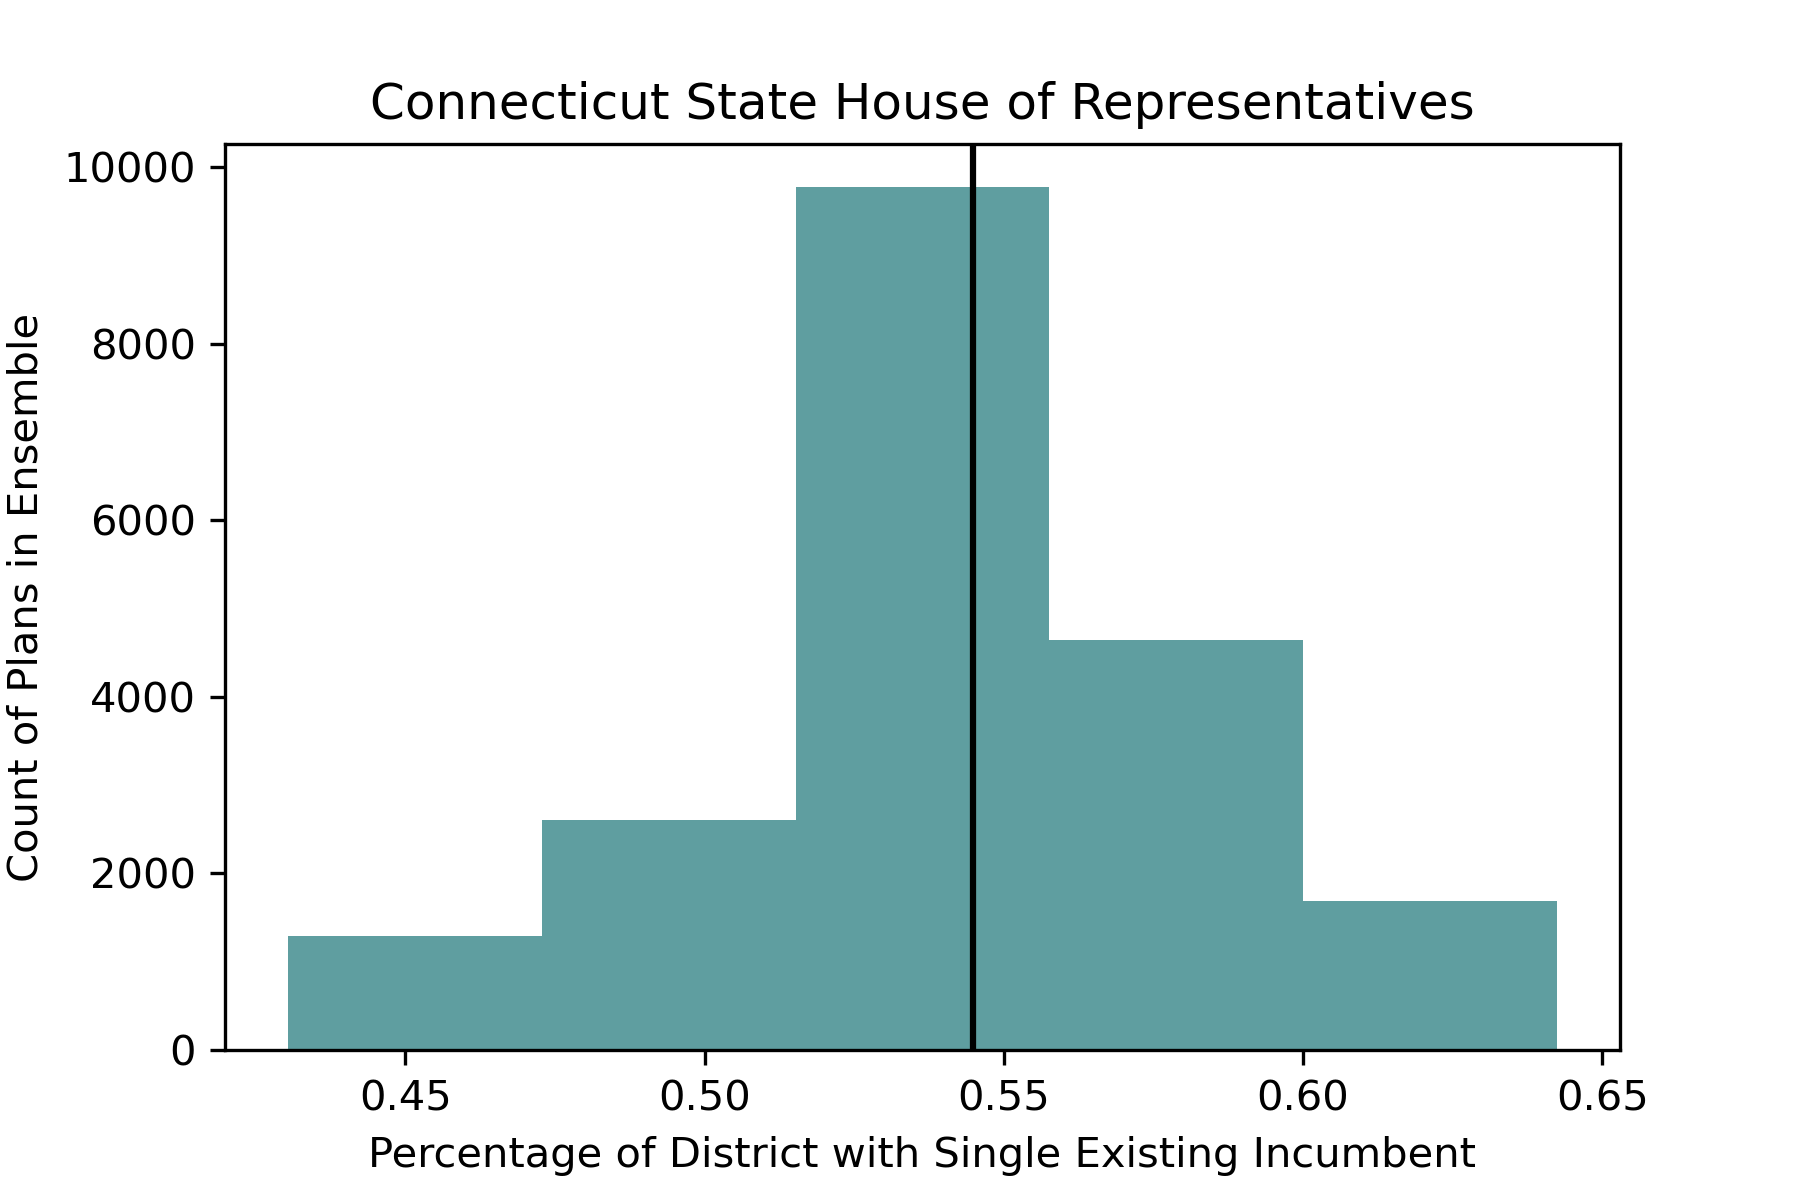 Connecticut State House of Representatives
10000
8000
6000
4000
2000
0
Count of Plans in Ensemble
0.45 0.50 0.55 0.60 0.65
Percentage of District with Single Existing Incumbent